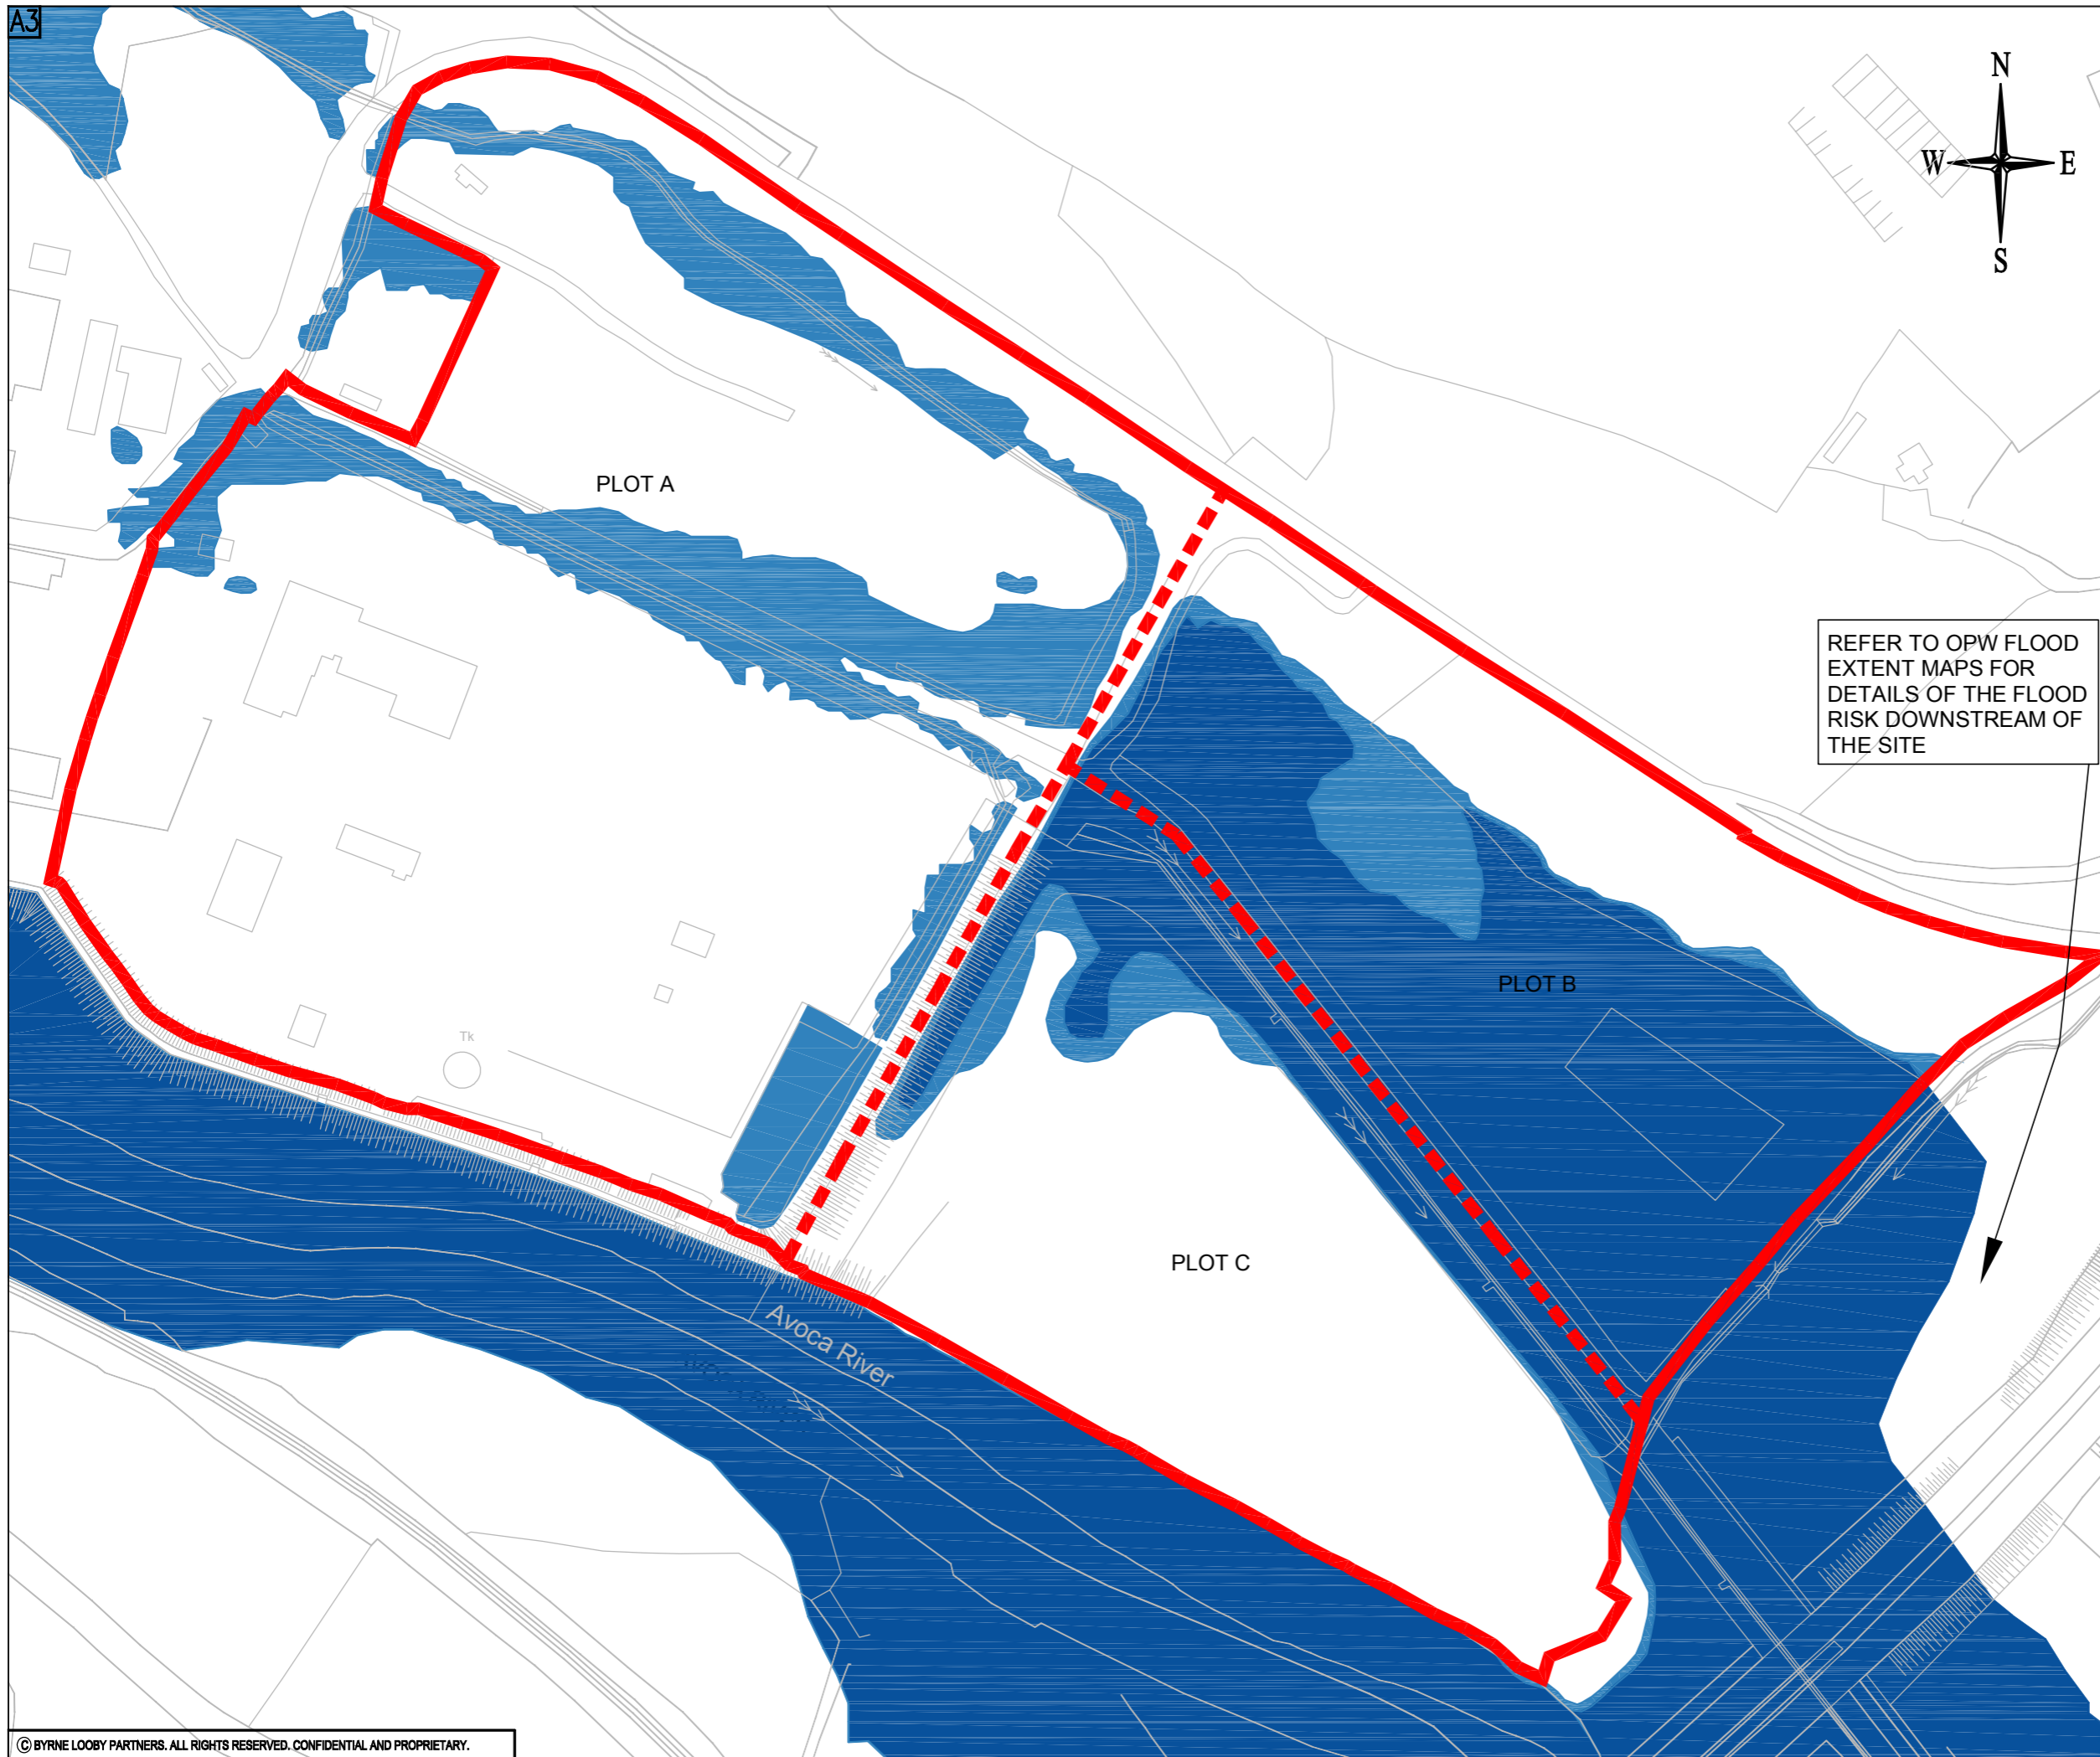 A3
N
W E
S
PLOT A
REFER TO OPW FLOOD
EXTENT MAPS FOR
DETAILS OF THE FLOOD
RISK DOWNSTREAM OF
THE SITE
PLOT B
Tk
PLOT C
Avoca River
© BYRNE LOOBY PARTNERS. ALL RIGHTS RESERVED. CONFIDENTIAL AND PROPRIETARY.